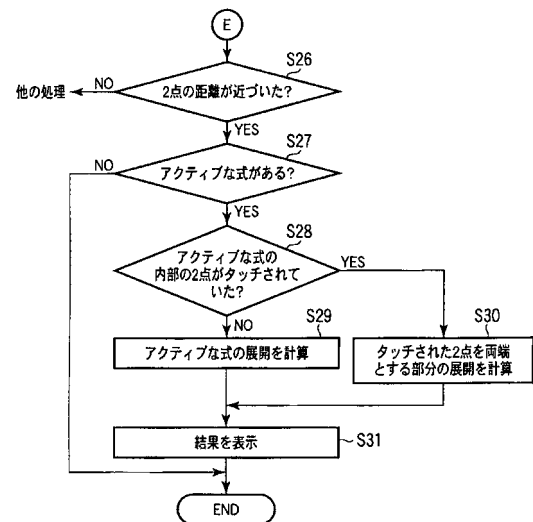 E
S26
2点の距離が近づいた?
NO
他の処理
YES
S27
アクティブな式がある?
NO
YES
S28
アクティブな式の
内部の2点がタッチされて
いた?
YES
NO
S29
アクティブな式の展開を計算
S30
タッチされた2点を両端
とする部分の展開を計算
結果を表示
S31
END